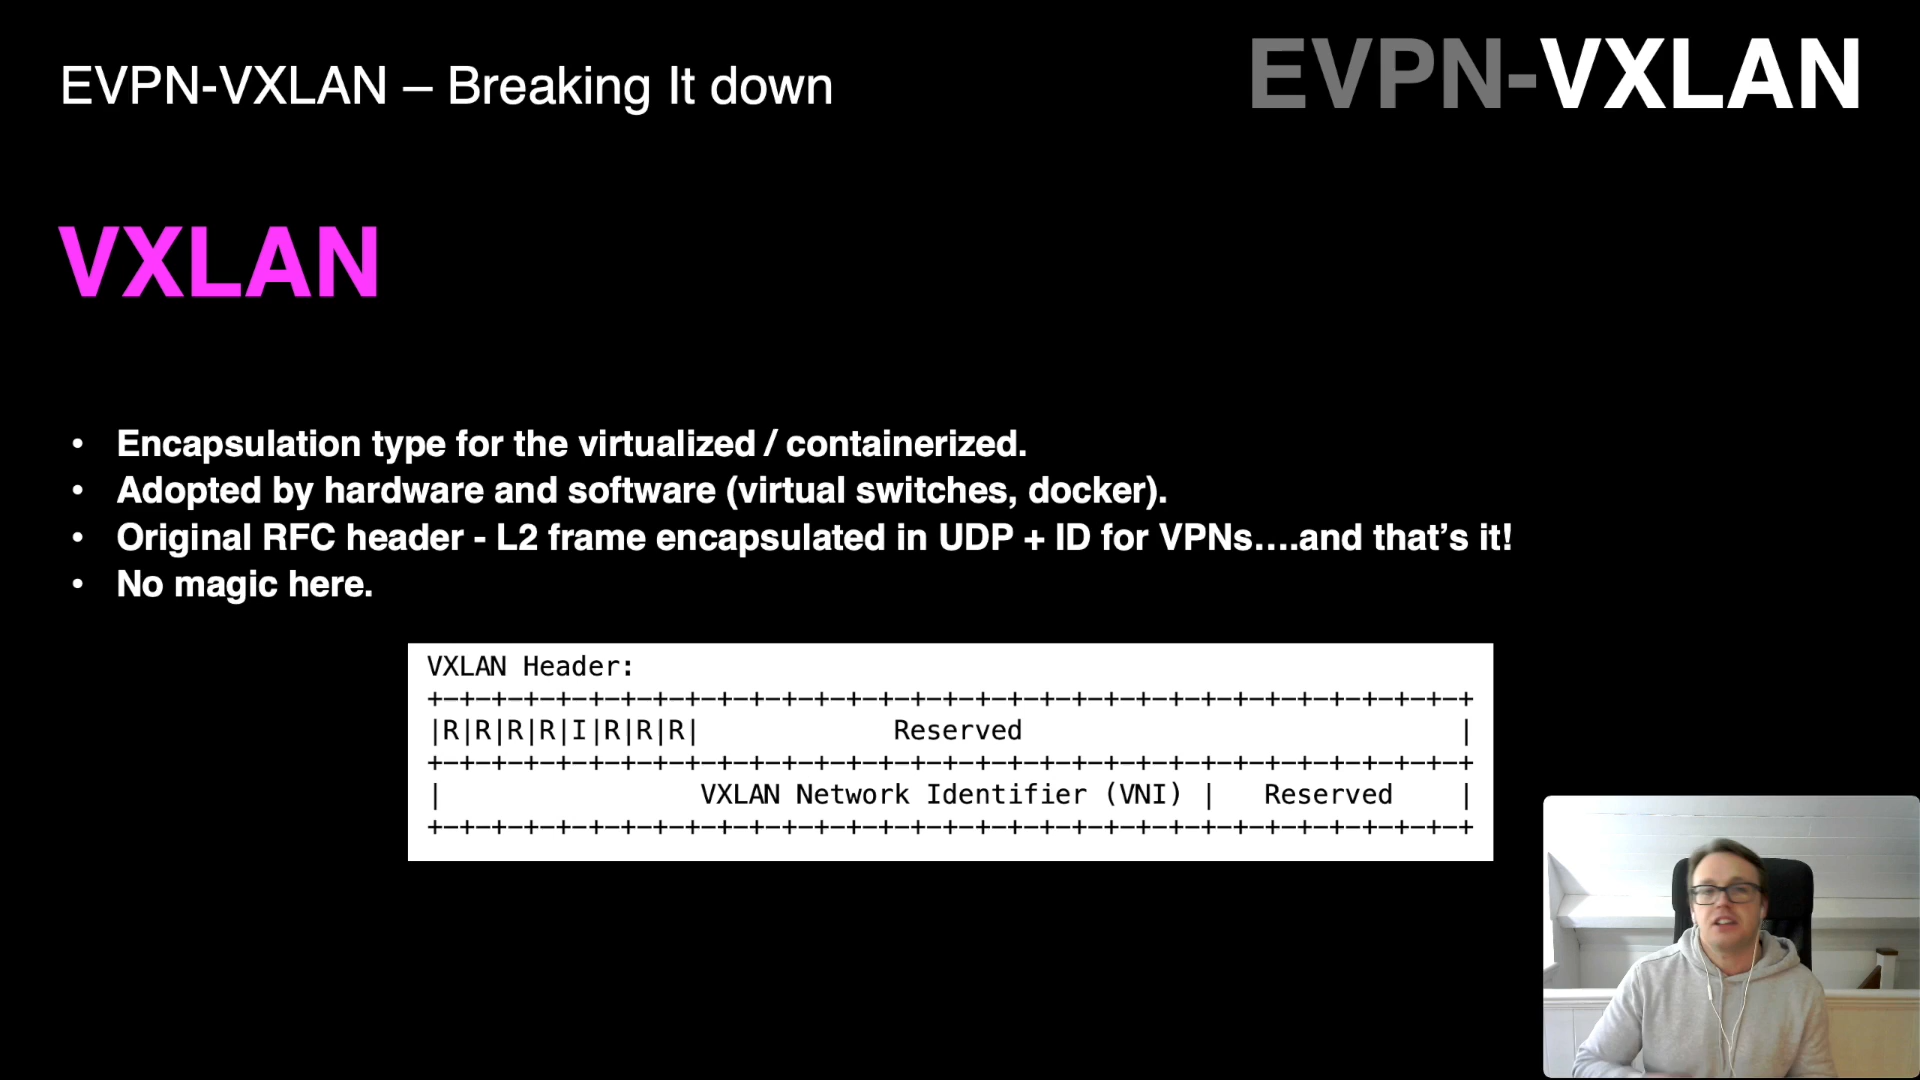 EVPN-VXLAN – Breaking It down
EVPN-VXLAN
VXLAN
• Encapsulation type for the virtualized / containerized.
• Adopted by hardware and software (virtual switches, docker).
• Original RFC header - L2 frame encapsulated in UDP + ID for VPNs....and that’s it!
• No magic here.
VXLAN Header:
+-+-+-+-+-+-+-+-+-+-+-+-+-+-+-+-+-+-+-+-+-+-+-+-+-+-+-+-+-+-+-+-+
|R|R|R|R|I|R|R|R|            Reserved                           |
+-+-+-+-+-+-+-+-+-+-+-+-+-+-+-+-+-+-+-+-+-+-+-+-+-+-+-+-+-+-+-+-+
|                VXLAN Network Identifier (VNI) |   Reserved    |
+-+-+-+-+-+-+-+-+-+-+-+-+-+-+-+-+-+-+-+-+-+-+-+-+-+-+-+-+-+-+-+-+